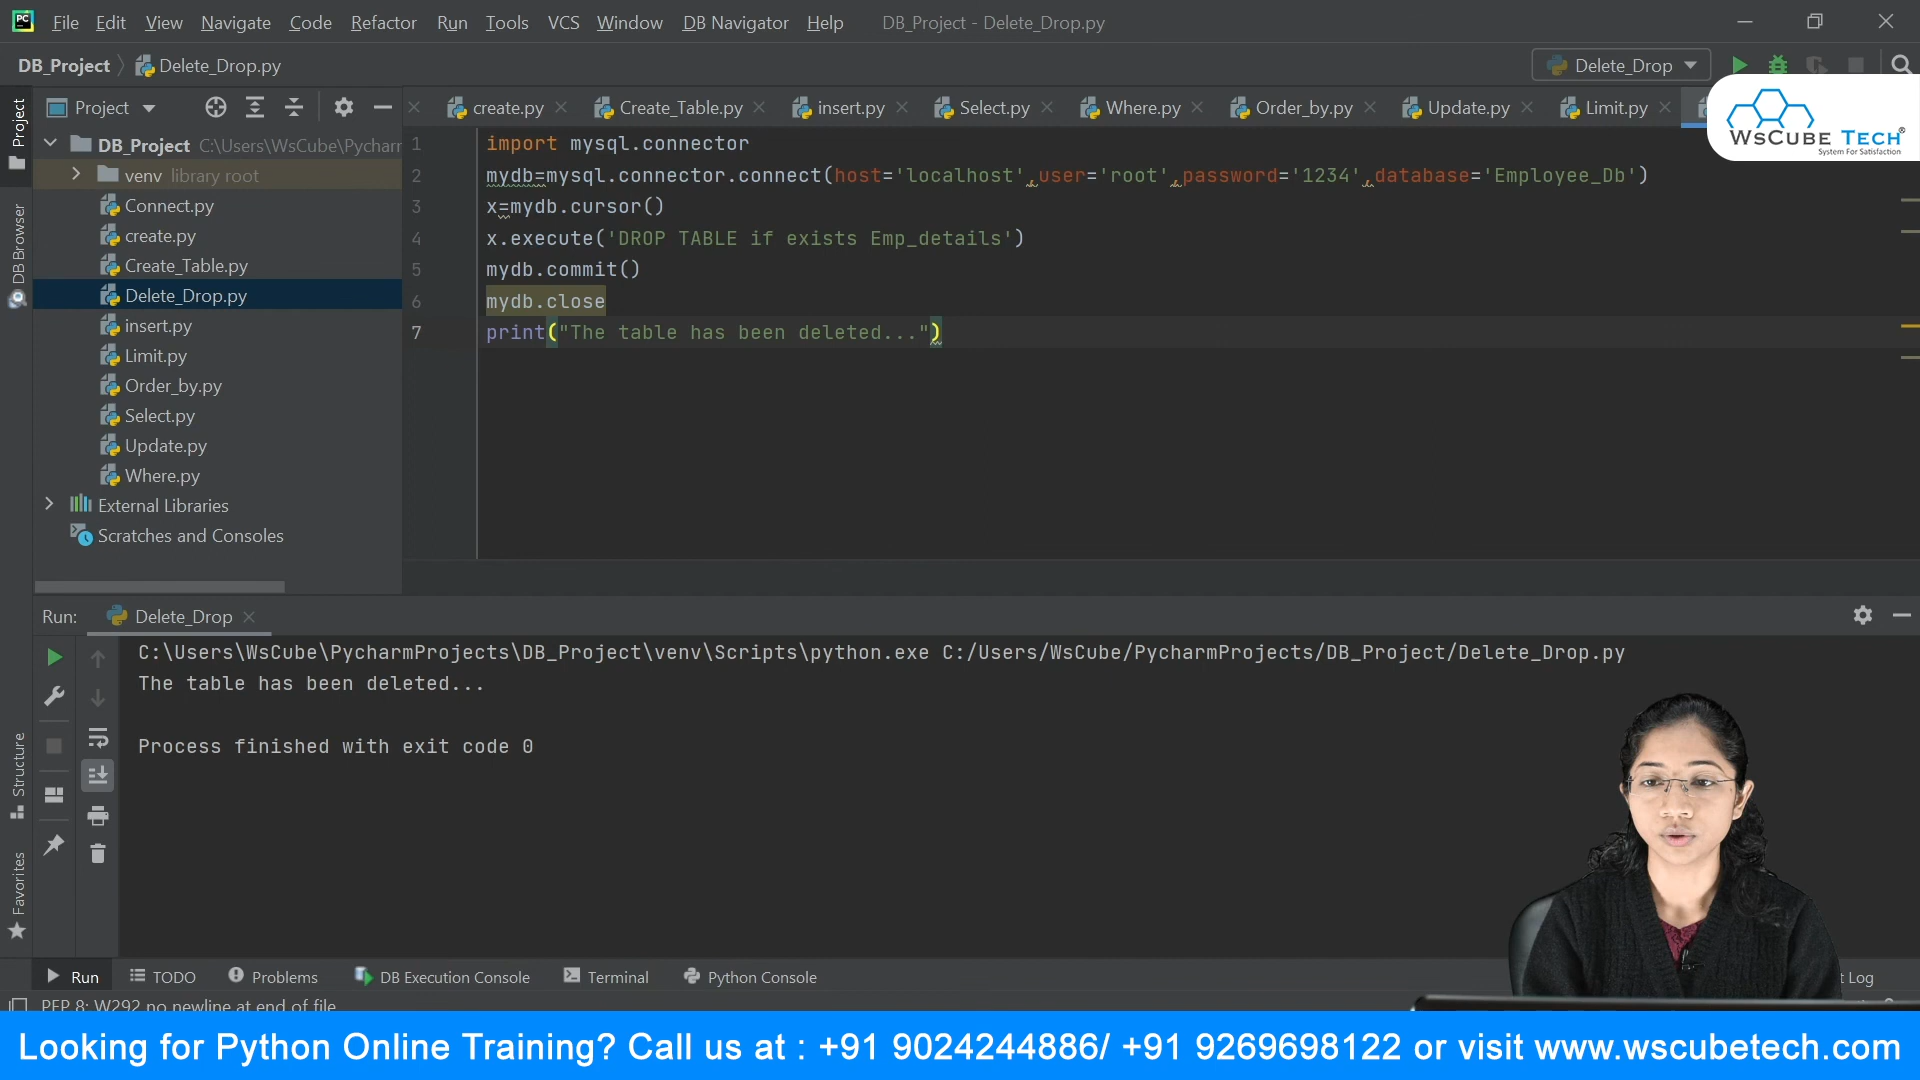 File Edit View Navigate Code Refactor Run Tools VCS Window DB Navigator Help DB_Project - Delete_Drop.py
DB_Project Delete_Drop.py Delete_Drop
Project create.py Create_Table.py insert.py Select.py Where.py Order_by.py Update.py Limit.py
WsCube Tech®
System For Satisfaction
Project
DB Browser
Structure
Favorites
DB_Project C:\Users\WsCube\Pycharm
venv library root
Connect.py
create.py
Create_Table.py
Delete_Drop.py
insert.py
Limit.py
Order_by.py
Select.py
Update.py
Where.py
External Libraries
Scratches and Consoles
1 import mysql.connector
2 mydb=mysql.connector.connect(host='localhost',user='root',password='1234',database='Employee_Db')
3 x=mydb.cursor()
4 x.execute('DROP TABLE if exists Emp_details')
5 mydb.commit()
6 mydb.close
7 print("The table has been deleted...")
Run: Delete_Drop
C:\Users\WsCube\PycharmProjects\DB_Project\venv\Scripts\python.exe C:/Users/WsCube/PycharmProjects/DB_Project/Delete_Drop.py
The table has been deleted...
Process finished with exit code 0
Run TODO Problems DB Execution Console Terminal Python Console t Log
PEP 8: W292 no newline at end of file
Looking for Python Online Training? Call us at : +91 9024244886/ +91 9269698122 or visit www.wscubetech.com